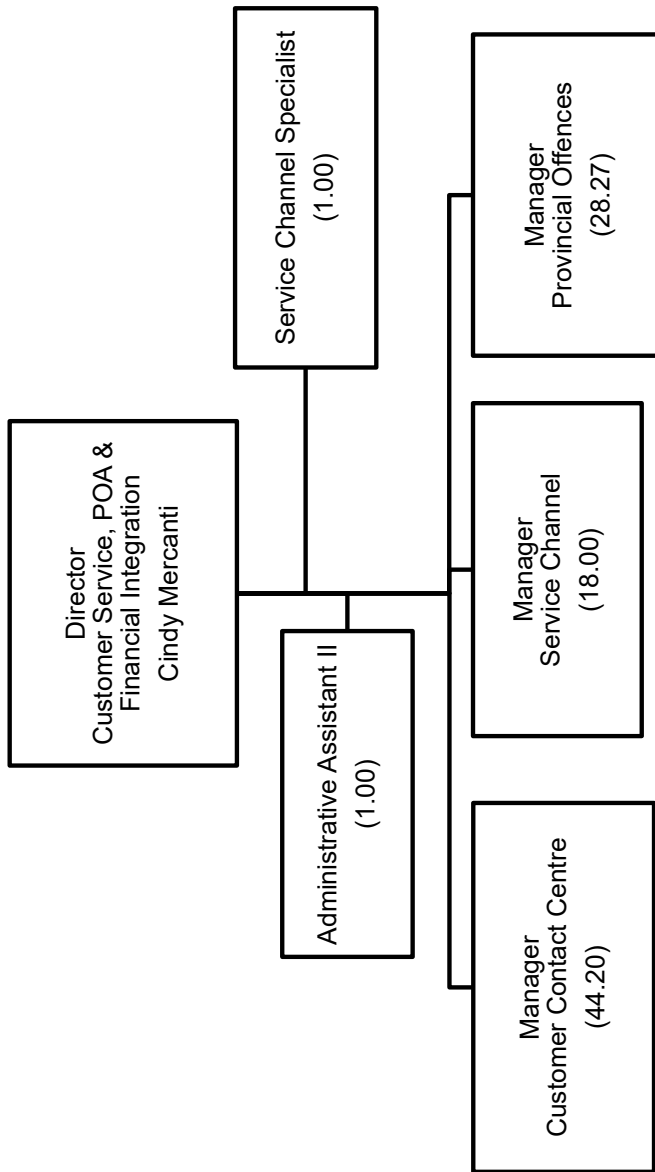 Director
Customer Service, POA &
Financial Integration
Cindy Mercanti
Administrative Assistant II
(1.00)
Service Channel Specialist
(1.00)
Manager
Customer Contact Centre
(44.20)
Manager
Service Channel
(18.00)
Manager
Provincial Offences
(28.27)